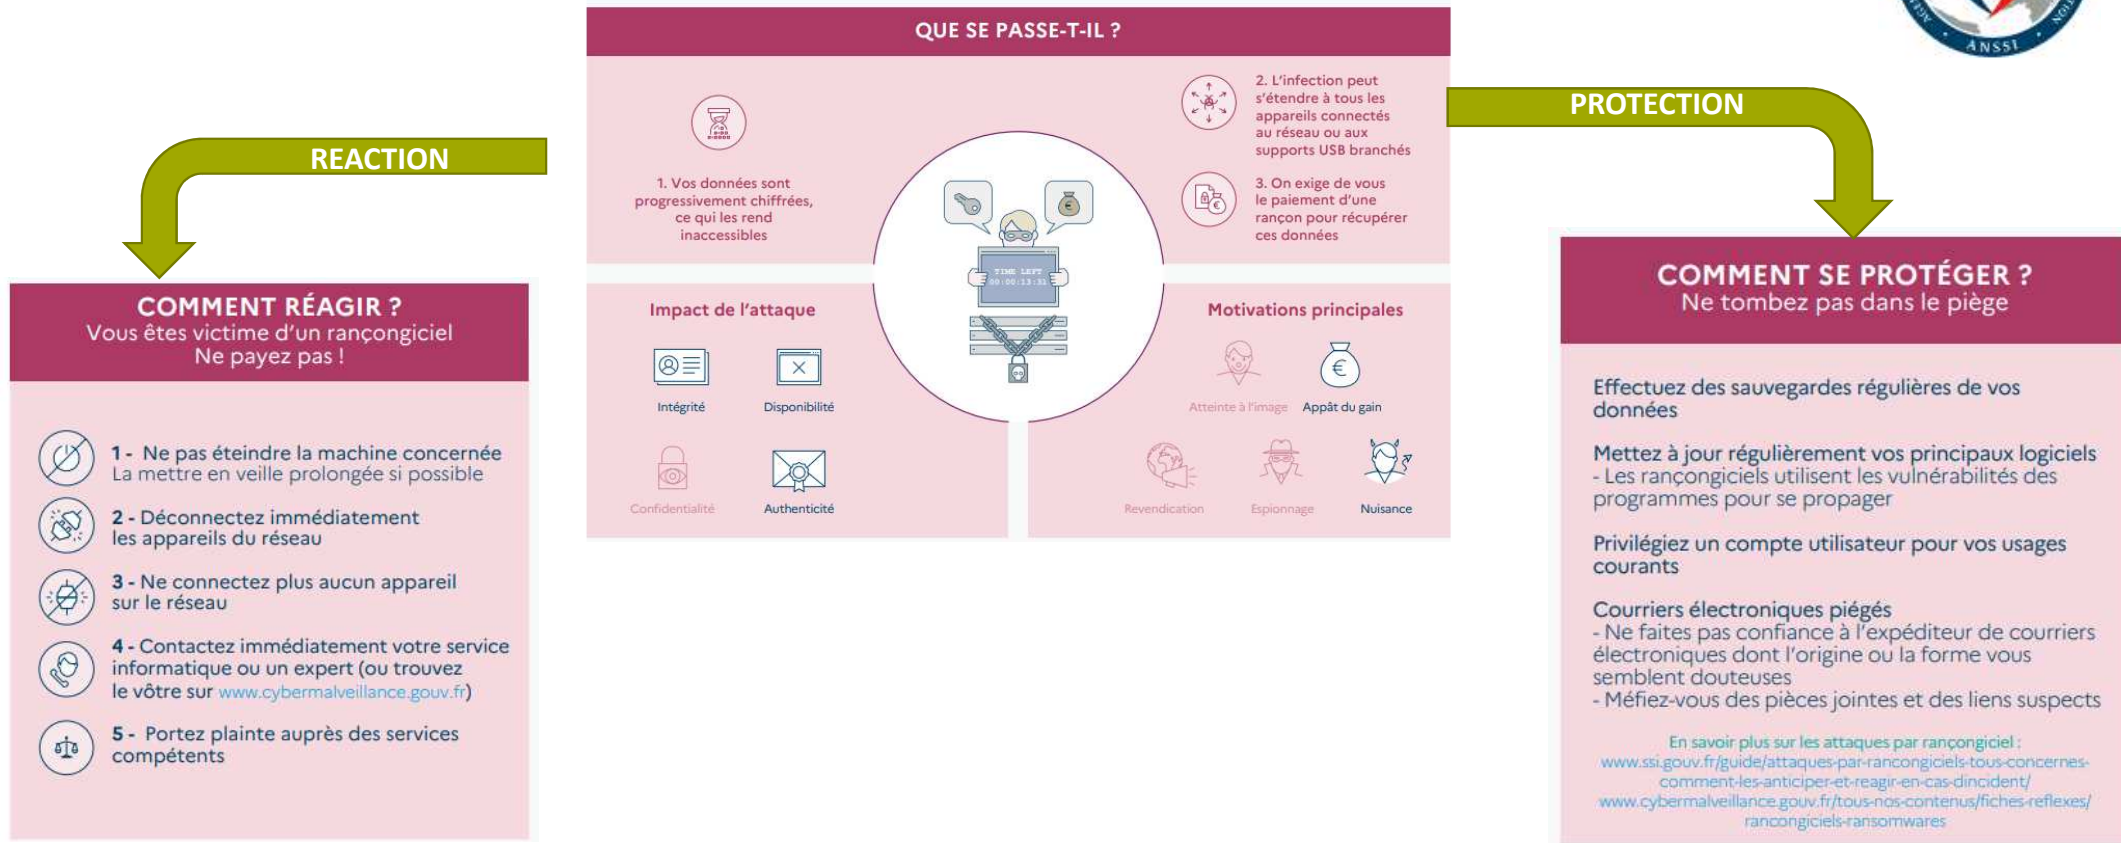 ANSSI
QUE SE PASSE-T-IL ?
1. Vos données sont
progressivement chiffrées,
ce qui les rend
inaccessibles
2. L'infection peut
s'étendre à tous les
appareils connectés
au réseau ou aux
supports USB branchés
3. On exige de vous
le paiement d'une
rançon pour récupérer
ces données
TIME LEFT
00:00:13:31
Impact de l'attaque
Intégrité
Disponibilité
Confidentialité
Authenticité
Motivations principales
Atteinte à l'image
Appât du gain
Revendication
Espionnage
Nuisance
REACTION
COMMENT RÉAGIR ?
Vous êtes victime d'un rançongiciel
Ne payez pas !
1 - Ne pas éteindre la machine concernée
La mettre en veille prolongée si possible
2 - Déconnectez immédiatement
les appareils du réseau
3 - Ne connectez plus aucun appareil
sur le réseau
4 - Contactez immédiatement votre service
informatique ou un expert (ou trouvez
le vôtre sur www.cybermalveillance.gouv.fr)
5 - Portez plainte auprès des services
compétents
PROTECTION
COMMENT SE PROTÉGER ?
Ne tombez pas dans le piège
Effectuez des sauvegardes régulières de vos
données
Mettez à jour régulièrement vos principaux logiciels
- Les rançongiciels utilisent les vulnérabilités des
programmes pour se propager
Privilégiez un compte utilisateur pour vos usages
courants
Courriers électroniques piégés
- Ne faites pas confiance à l'expéditeur de courriers
électroniques dont l'origine ou la forme vous
semblent douteuses
- Méfiez-vous des pièces jointes et des liens suspects
En savoir plus sur les attaques par rançongiciel :
www.ssi.gouv.fr/guide/attaques-par-rancongiciels-tous-concernes-
comment-les-anticiper-et-reagir-en-cas-dincident/
www.cybermalveillance.gouv.fr/tous-nos-contenus/fiches-reflexes/
rancongiciels-ransomwares